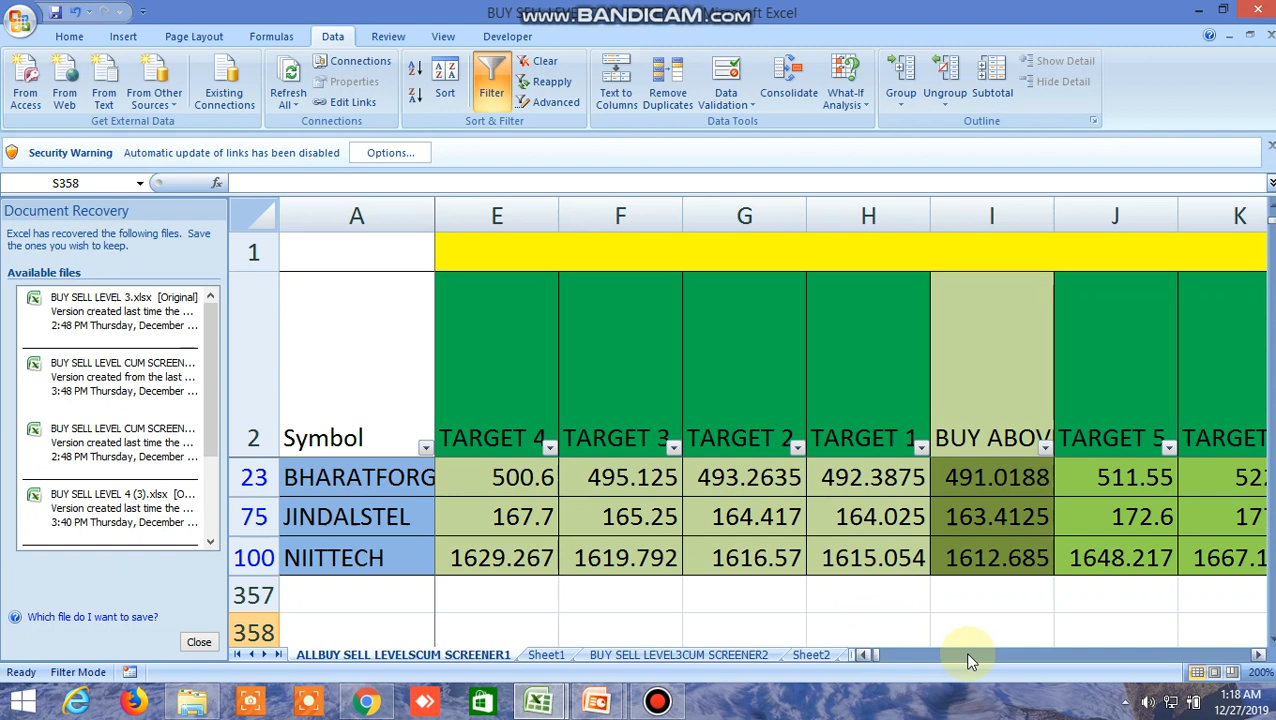 BUY SELL
www.BANDICAM.com
Microsoft Excel
Home Insert Page Layout Formulas Data Review View Developer
From Access
From Web
From Text
From Other Sources
Existing Connections
Get External Data
Refresh All
Connections
Properties
Edit Links
Connections
Sort
Filter
Clear
Reapply
Advanced
Sort & Filter
Text to Columns
Remove Duplicates
Data Validation
Consolidate
What-If Analysis
Data Tools
Group
Ungroup
Subtotal
Show Detail
Hide Detail
Outline
Security Warning Automatic update of links has been disabled Options...
S358 fx
Document Recovery
Excel has recovered the following files. Save
the ones you wish to keep.
Available files
BUY SELL LEVEL 3.xlsx [Original]
Version created last time the ...
2:48 PM Thursday, December ...
BUY SELL LEVEL CUM SCREEN...
Version created from the last ...
3:48 PM Thursday, December ...
BUY SELL LEVEL CUM SCREEN...
Version created last time the ...
2:48 PM Thursday, December ...
BUY SELL LEVEL 4 (3).xlsx [O...
Version created last time the ...
3:40 PM Thursday, December ...
Which file do I want to save?
Close
A E F G H I J K
1
2 Symbol TARGET 4 TARGET 3 TARGET 2 TARGET 1 BUY ABOV TARGET 5 TARGET
23 BHARATFORG 500.6 495.125 493.2635 492.3875 491.0188 511.55 522
75 JINDALSTEL 167.7 165.25 164.417 164.025 163.4125 172.6 17
100 NIITTECH 1629.267 1619.792 1616.57 1615.054 1612.685 1648.217 1667.1
357
358
ALLBUY SELL LEVELSCUM SCREENER1 Sheet1 BUY SELL LEVEL3CUM SCREENER2 Sheet2
Ready Filter Mode 200%
1:18 AM
12/27/2019